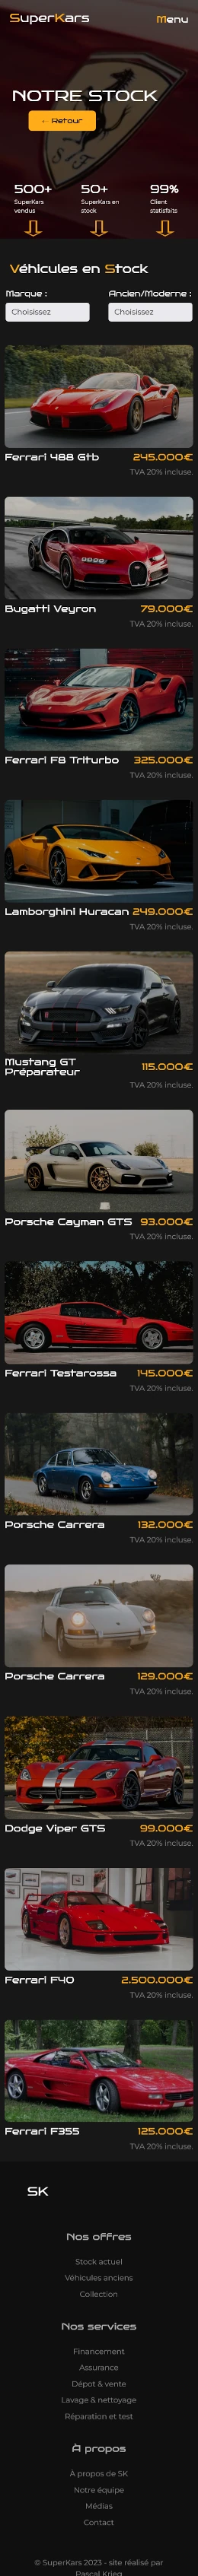 SuperKars
Menu
NOTRE STOCK
← Retour
500+
SuperKars
vendus
50+
SuperKars en
stock
99%
Client
statisfaits
Véhicules en Stock
Marque :
Ancien/Moderne :
Choisissez
Choisissez
Ferrari 488 Gtb
245.000€
TVA 20% incluse.
Bugatti Veyron
79.000€
TVA 20% incluse.
Ferrari F8 Triturbo
325.000€
TVA 20% incluse.
Lamborghini Huracan
249.000€
TVA 20% incluse.
Mustang GT
Préparateur
115.000€
TVA 20% incluse.
Porsche Cayman GTS
93.000€
TVA 20% incluse.
Ferrari Testarossa
145.000€
TVA 20% incluse.
Porsche Carrera
132.000€
TVA 20% incluse.
Porsche Carrera
129.000€
TVA 20% incluse.
Dodge Viper GTS
99.000€
TVA 20% incluse.
Ferrari F40
2.500.000€
TVA 20% incluse.
Ferrari F355
125.000€
TVA 20% incluse.
SK
Nos offres
Stock actuel
Véhicules anciens
Collection
Nos services
Financement
Assurance
Dépot & vente
Lavage & nettoyage
Réparation et test
À propos
À propos de SK
Notre équipe
Médias
Contact
© SuperKars 2023 - site réalisé par
Pascal Krieg